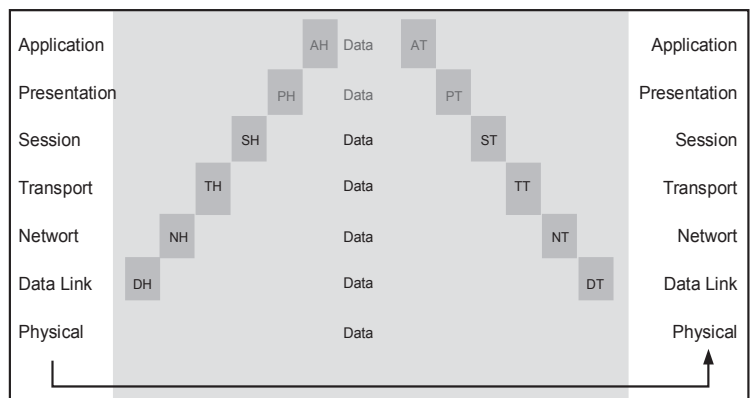 Application AH Data AT Application
Presentation PH Data PT Presentation
Session SH Data ST Session
Transport TH Data TT Transport
Networt NH Data NT Networt
Data Link DH Data DT Data Link
Physical Data Physical